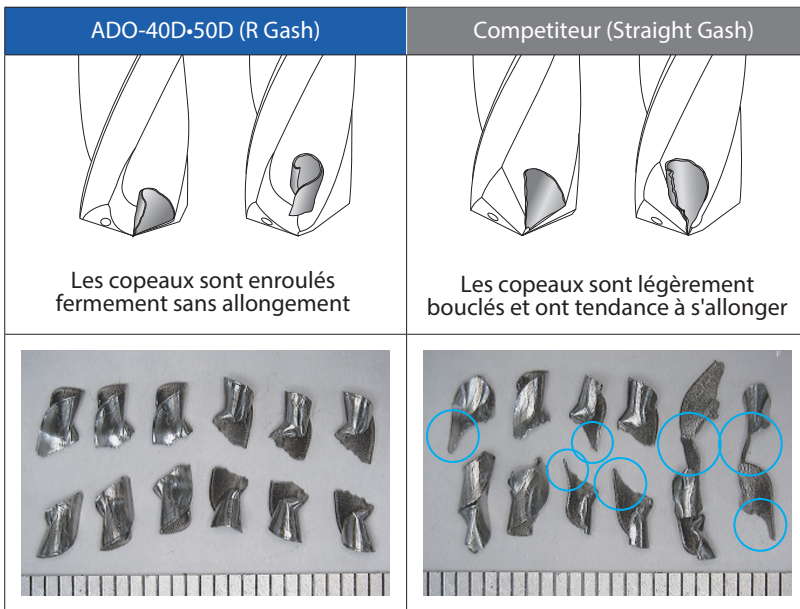 ADO-40D•50D (R Gash)
Competiteur (Straight Gash)
Les copeaux sont enroulés
fermement sans allongement
Les copeaux sont légèrement
bouclés et ont tendance à s'allonger